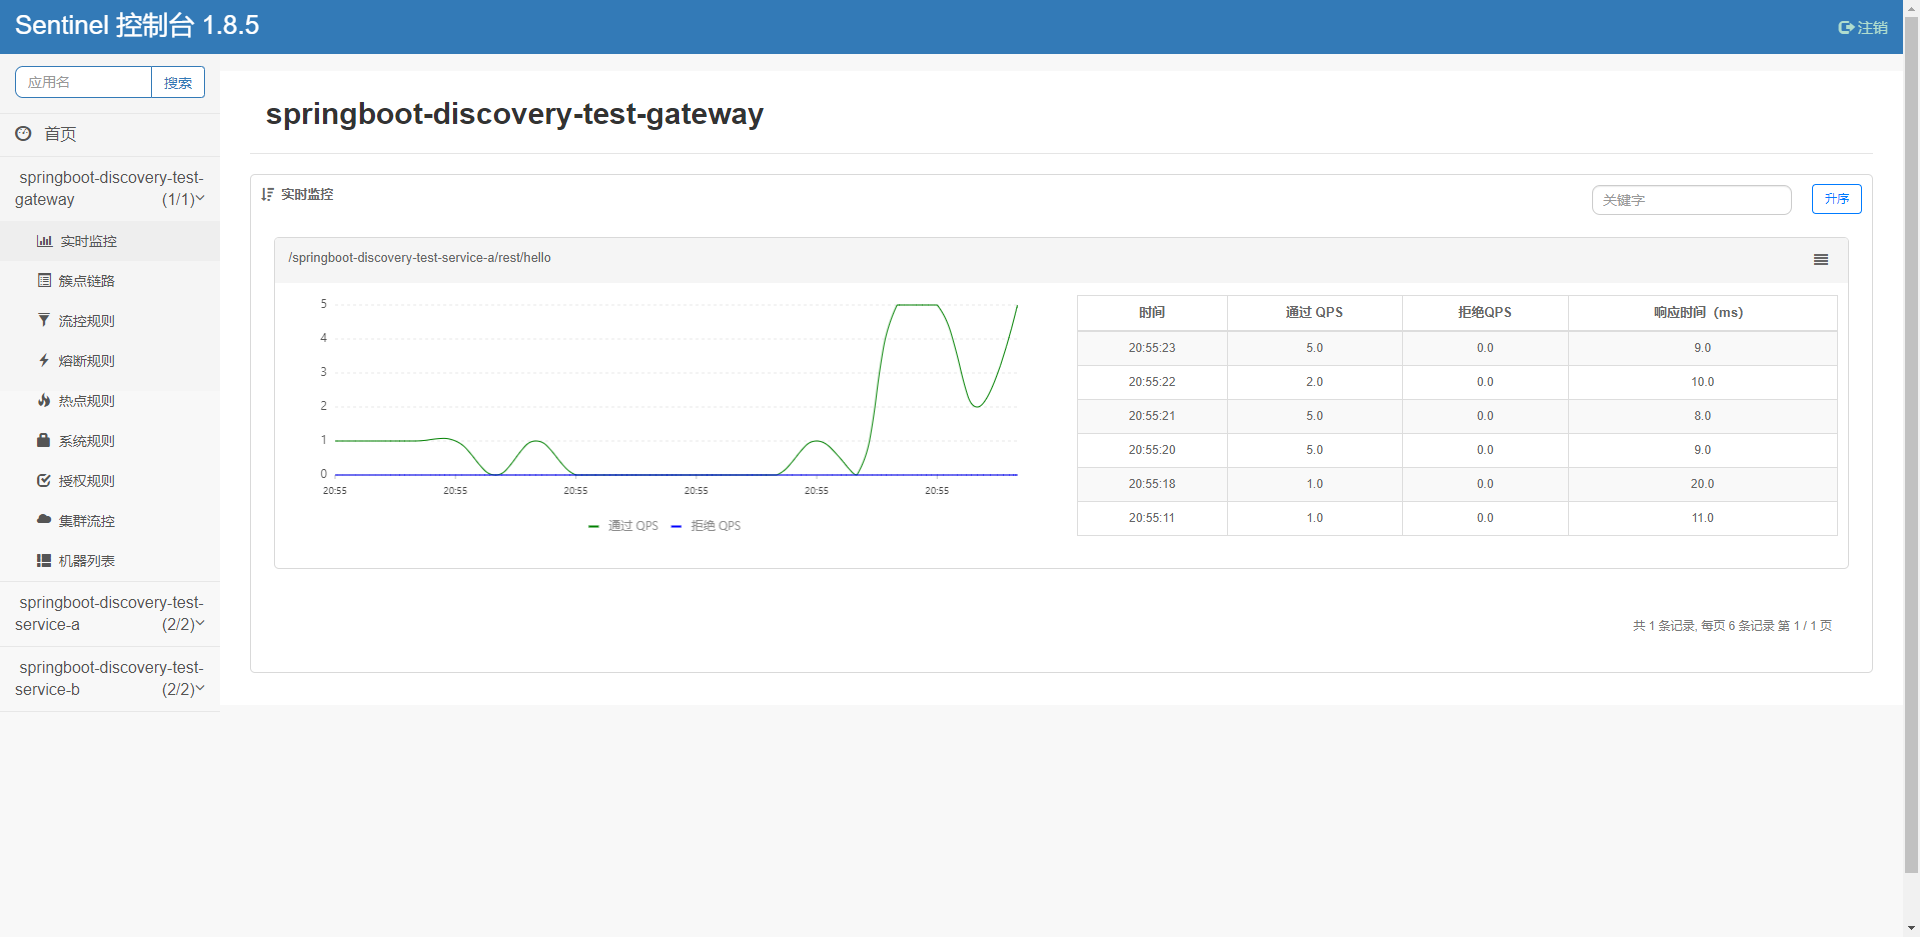 Sentinel 控制台 1.8.5
注销
应用名
搜索
首页
springboot-discovery-test-
gateway (1/1)
实时监控
簇点链路
流控规则
熔断规则
热点规则
系统规则
授权规则
集群流控
机器列表
springboot-discovery-test-
service-a (2/2)
springboot-discovery-test-
service-b (2/2)
springboot-discovery-test-gateway
实时监控
关键字
升序
/springboot-discovery-test-service-a/rest/hello
5
4
3
2
1
0
20:55 20:55 20:55 20:55 20:55 20:55
通过 QPS 拒绝 QPS
时间 通过 QPS 拒绝QPS 响应时间（ms）
20:55:23 5.0 0.0 9.0
20:55:22 2.0 0.0 10.0
20:55:21 5.0 0.0 8.0
20:55:20 5.0 0.0 9.0
20:55:18 1.0 0.0 20.0
20:55:11 1.0 0.0 11.0
共 1 条记录, 每页 6 条记录 第 1 / 1 页